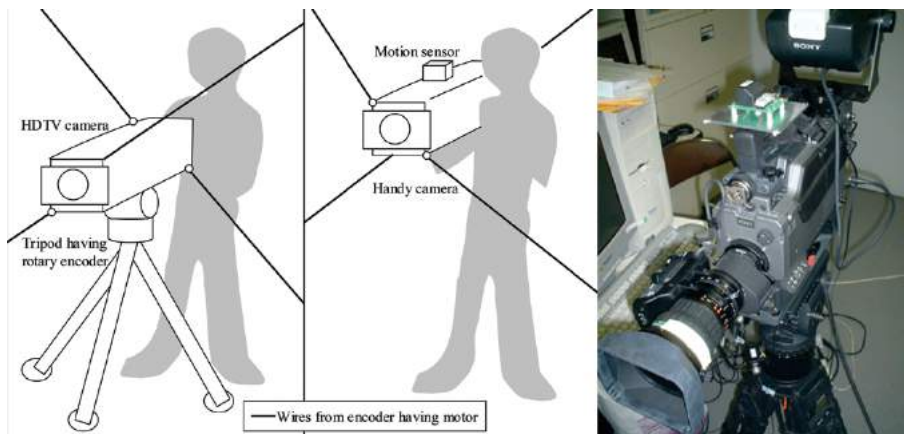 HDTV camera
Tripod having
rotary encoder
Motion sensor
Handy camera
Wires from encoder having motor
SONY